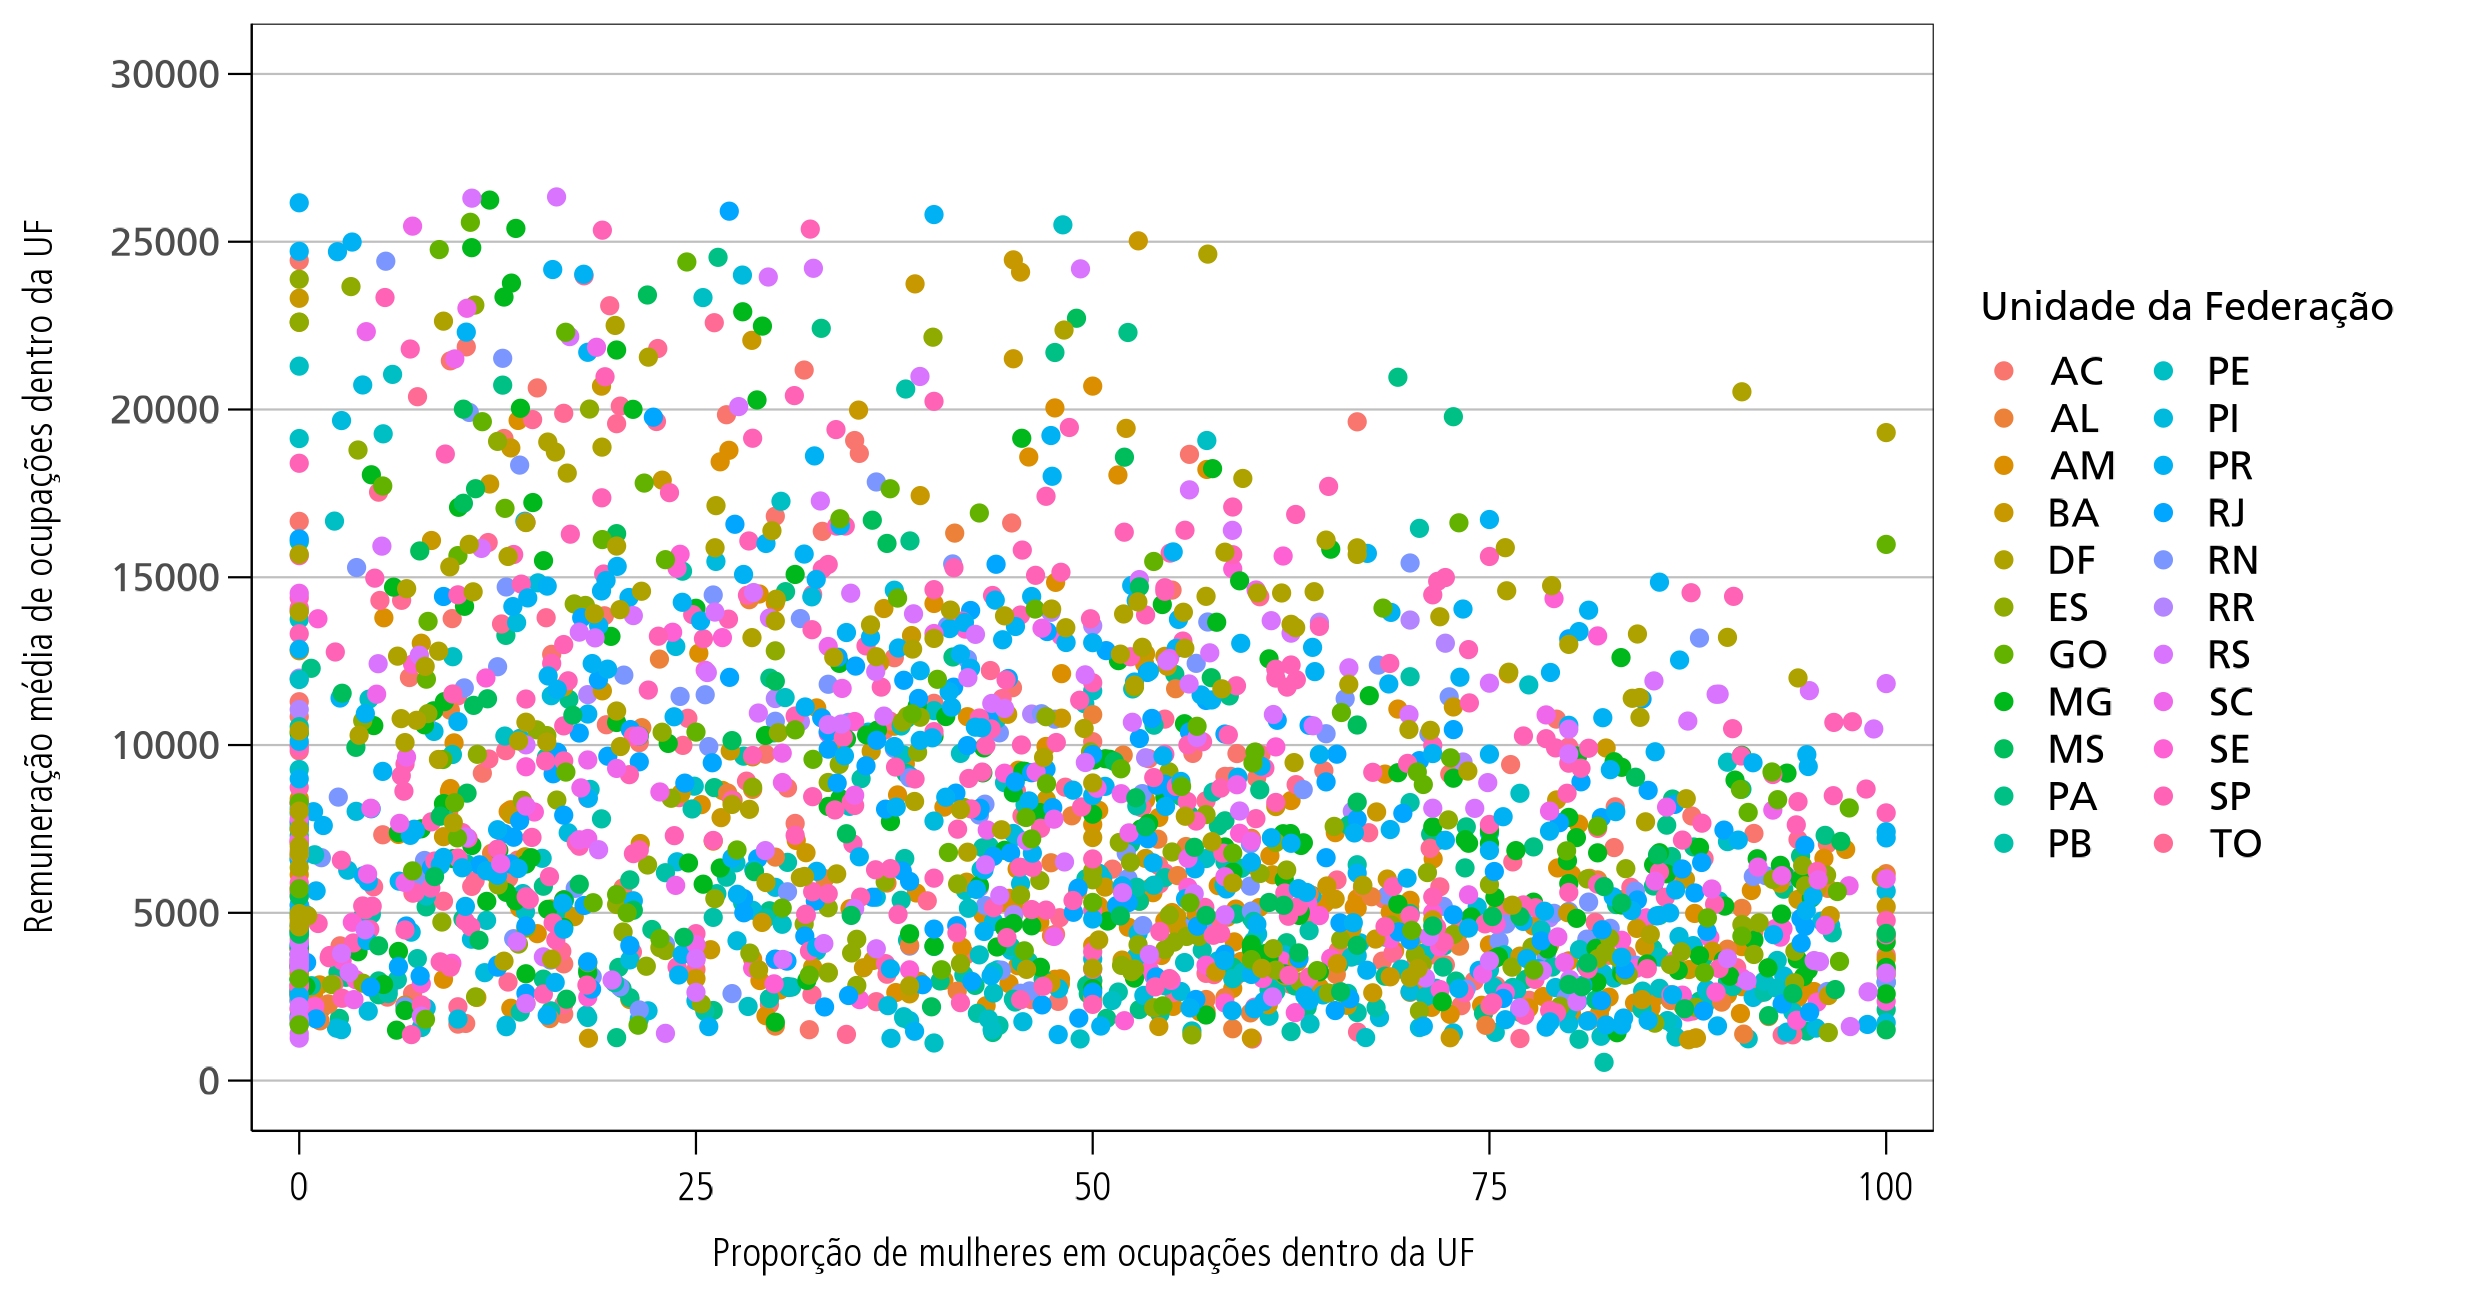 Remuneração média de ocupações dentro da UF
30000
25000
20000
15000
10000
5000
0
0 25 50 75 100
Proporção de mulheres em ocupações dentro da UF
Unidade da Federação
AC PE
AL PI
AM PR
BA RJ
DF RN
ES RR
GO RS
MG SC
MS SE
PA SP
PB TO